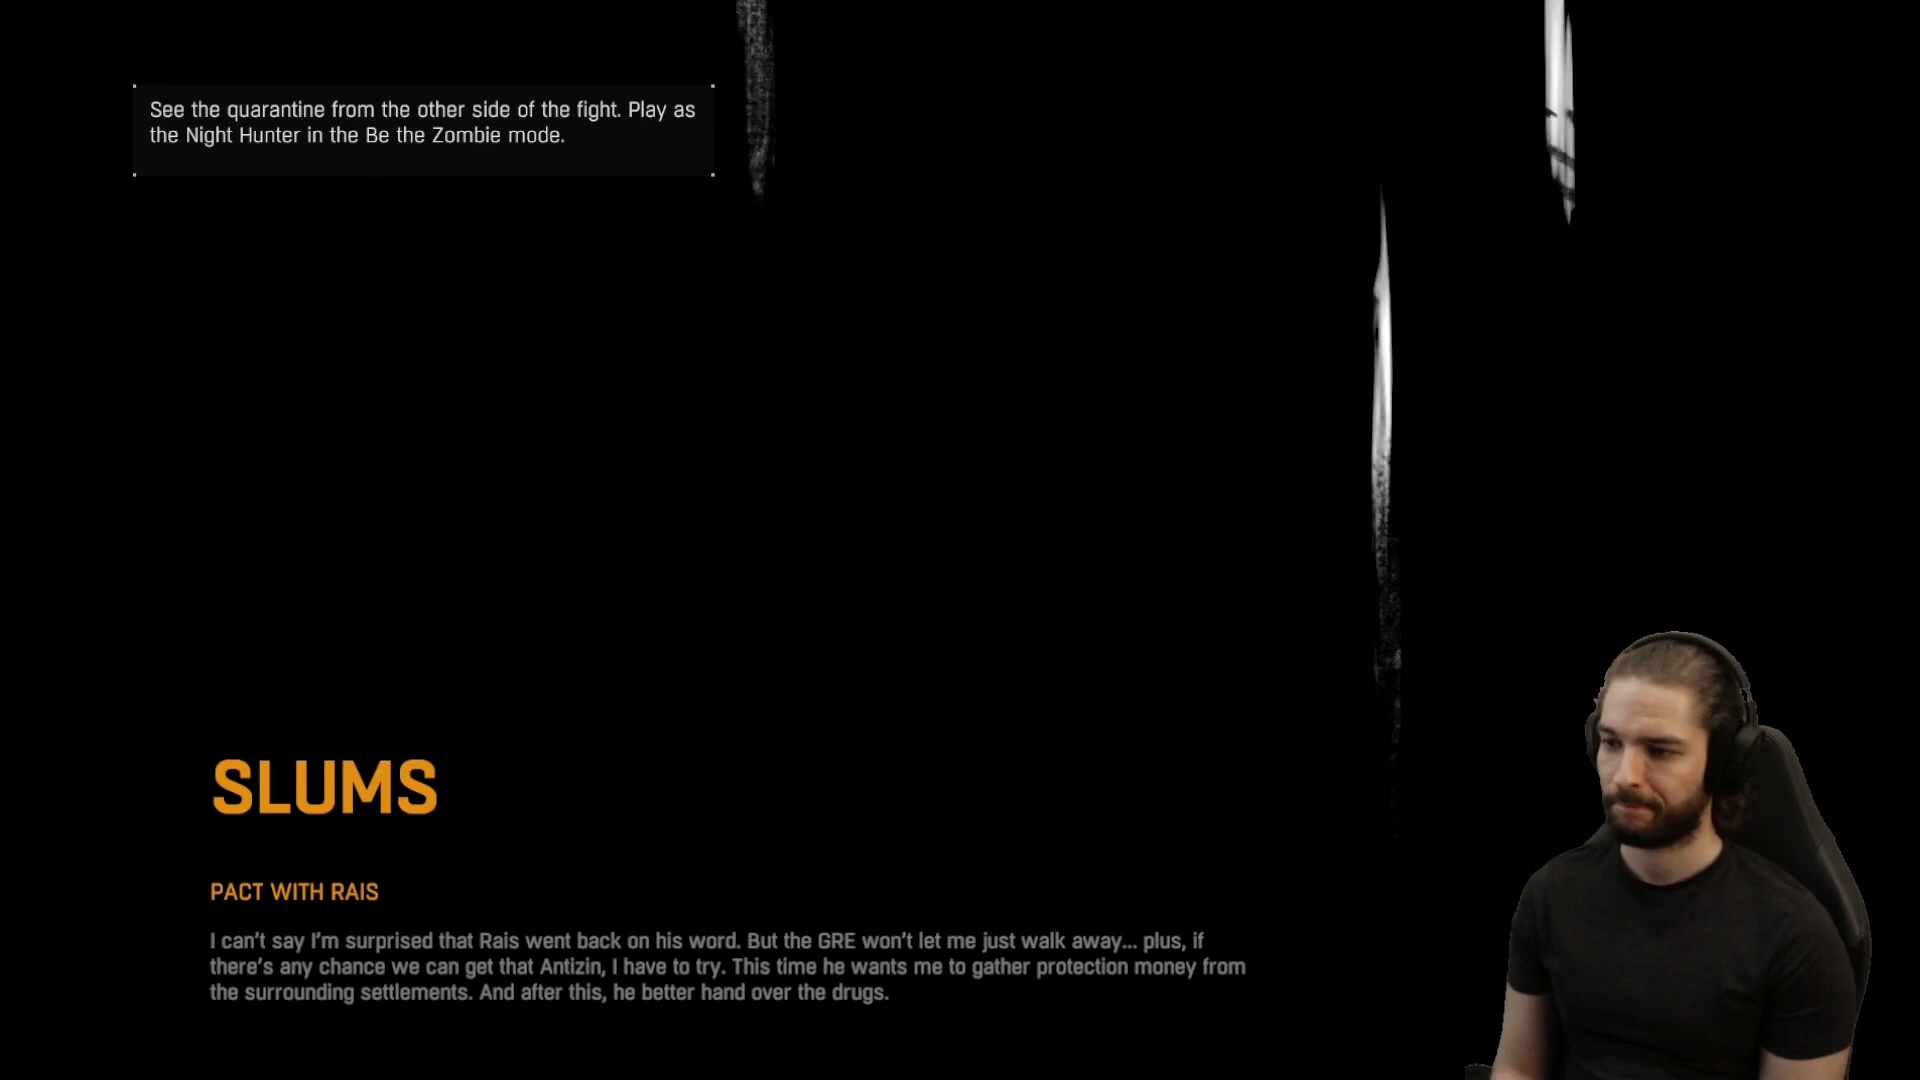 See the quarantine from the other side of the fight. Play as
the Night Hunter in the Be the Zombie mode.
SLUMS
PACT WITH RAIS
I can't say I'm surprised that Rais went back on his word. But the GRE won't let me just walk away... plus, if
there's any chance we can get that Antizin, I have to try. This time he wants me to gather protection money from
the surrounding settlements. And after this, he better hand over the drugs.